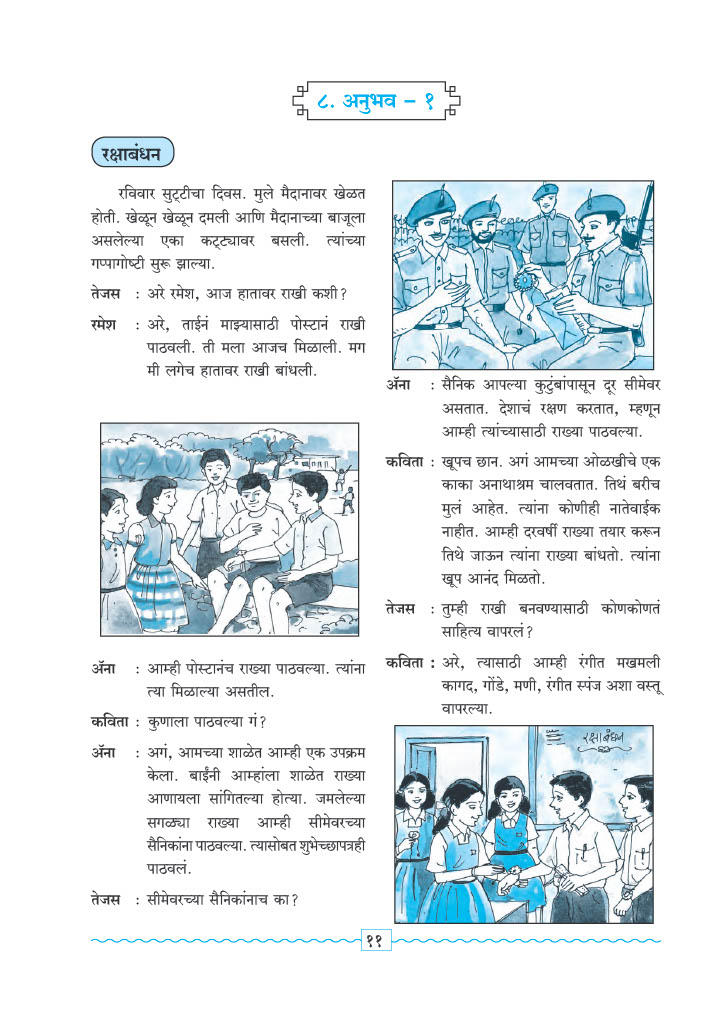 ८. अनुभव – १
रक्षाबंधन
रविवार सुट्टीचा दिवस. मुले मैदानावर खेळत
होती. खेळून खेळून दमली आणि मैदानाच्या बाजूला
असलेल्या एका कट्ट्यावर बसली. त्यांच्या
गप्पागोष्टी सुरू झाल्या.
तेजस : अरे रमेश, आज हातावर राखी कशी?
रमेश : अरे, ताईनं माझ्यासाठी पोस्टानं राखी
पाठवली. ती मला आजच मिळाली. मग
मी लगेच हातावर राखी बांधली.
ॲना : आम्ही पोस्टानंच राख्या पाठवल्या. त्यांना
त्या मिळाल्या असतील.
कविता : कुणाला पाठवल्या गं?
ॲना : अगं, आमच्या शाळेत आम्ही एक उपक्रम
केला. बाईंनी आम्हांला शाळेत राख्या
आणायला सांगितल्या होत्या. जमलेल्या
सगळ्या राख्या आम्ही सीमेवरच्या
सैनिकांना पाठवल्या. त्यासोबत शुभेच्छापत्रही
पाठवलं.
तेजस : सीमेवरच्या सैनिकांनाच का?
ॲना : सैनिक आपल्या कुटुंबांपासून दूर सीमेवर
असतात. देशाचं रक्षण करतात, म्हणून
आम्ही त्यांच्यासाठी राख्या पाठवल्या.
कविता : खूपच छान. अगं आमच्या ओळखीचे एक
काका अनाथाश्रम चालवतात. तिथं बरीच
मुलं आहेत. त्यांना कोणीही नातेवाईक
नाहीत. आम्ही दरवर्षी राख्या तयार करून
तिथे जाऊन त्यांना राख्या बांधतो. त्यांना
खूप आनंद मिळतो.
तेजस : तुम्ही राखी बनवण्यासाठी कोणकोणतं
साहित्य वापरलं?
कविता : अरे, त्यासाठी आम्ही रंगीत मखमली
कागद, गोंडे, मणी, रंगीत स्पंज अशा वस्तू
वापरल्या.
रक्षाबंधन
११